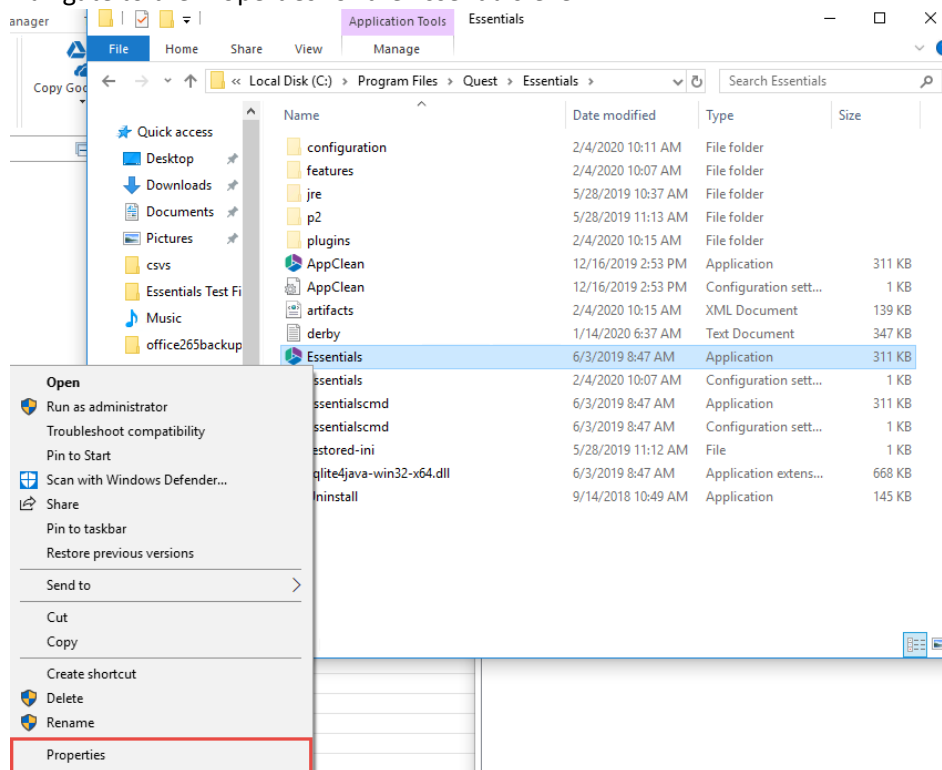 anager
Application Tools
Essentials
File
Home
Share
View
Manage
Copy Goo
« Local Disk (C:) > Program Files > Quest > Essentials >
Search Essentials
Name
Date modified
Type
Size
Quick access
Desktop
Downloads
Documents
Pictures
csvs
Essentials Test Fi
Music
office265backup
configuration 2/4/2020 10:11 AM File folder
features 2/4/2020 10:07 AM File folder
jre 5/28/2019 10:37 AM File folder
p2 5/28/2019 11:13 AM File folder
plugins 2/4/2020 10:15 AM File folder
AppClean 12/16/2019 2:53 PM Application 311 KB
AppClean 12/16/2019 2:53 PM Configuration sett... 1 KB
artifacts 2/4/2020 10:15 AM XML Document 139 KB
derby 1/14/2020 6:37 AM Text Document 347 KB
Essentials 6/3/2019 8:47 AM Application 311 KB
ssentials 2/4/2020 10:07 AM Configuration sett... 1 KB
ssentialscmd 6/3/2019 8:47 AM Application 311 KB
ssentialscmd 6/3/2019 8:47 AM Configuration sett... 1 KB
estored-ini 5/28/2019 11:12 AM File 1 KB
qlite4java-win32-x64.dll 6/3/2019 8:47 AM Application extens... 668 KB
ninstall 9/14/2018 10:49 AM Application 145 KB
Open
Run as administrator
Troubleshoot compatibility
Pin to Start
Scan with Windows Defender...
Share
Pin to taskbar
Restore previous versions
Send to
Cut
Copy
Create shortcut
Delete
Rename
Properties